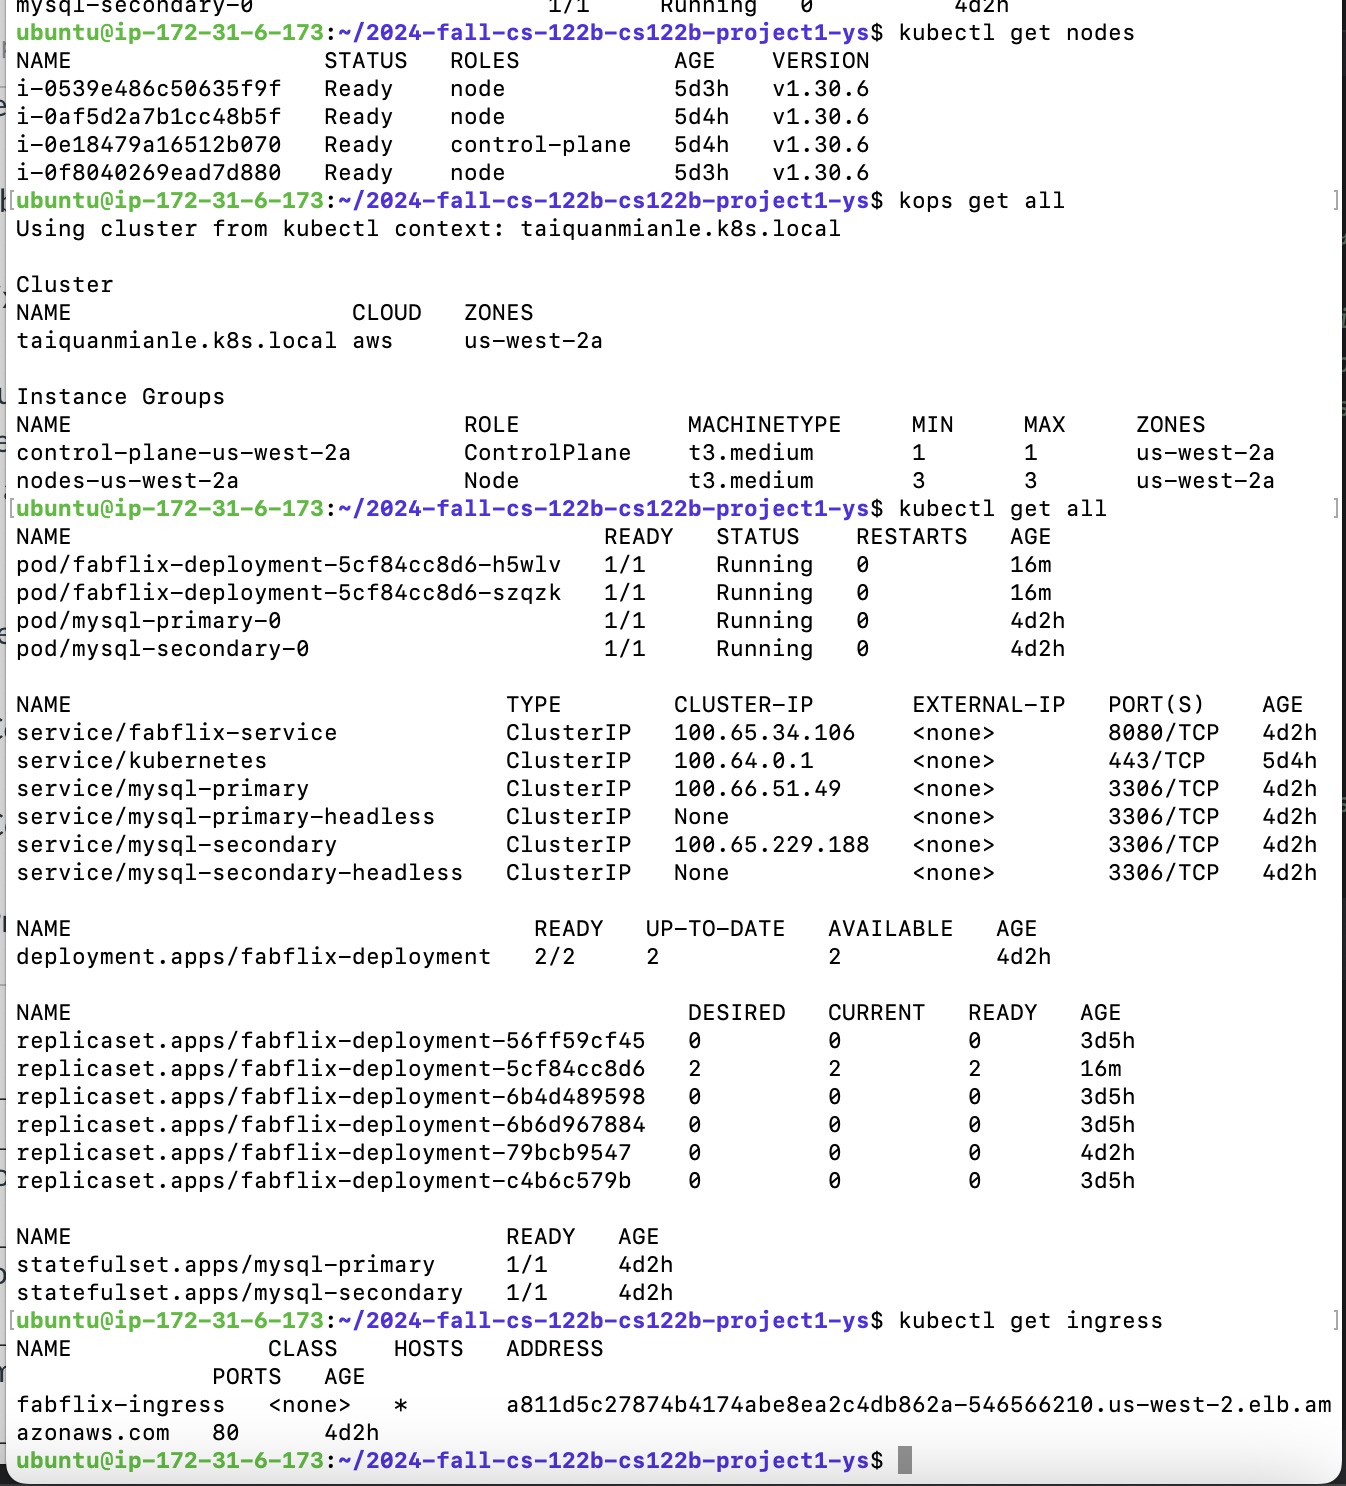 mysql-secondary-0 1/1 Running 0 4d2h
ubuntu@ip-172-31-6-173:~/2024-fall-cs-122b-cs122b-project1-ys$ kubectl get nodes
NAME STATUS ROLES AGE VERSION
i-0539e486c50635f9f Ready node 5d3h v1.30.6
i-0af5d2a7b1cc48b5f Ready node 5d4h v1.30.6
i-0e18479a16512b070 Ready control-plane 5d4h v1.30.6
i-0f8040269ead7d880 Ready node 5d3h v1.30.6
[ubuntu@ip-172-31-6-173:~/2024-fall-cs-122b-cs122b-project1-ys$ kops get all ]
Using cluster from kubectl context: taiquanmianle.k8s.local
Cluster
NAME CLOUD ZONES
taiquanmianle.k8s.local aws us-west-2a
Instance Groups
NAME ROLE MACHINETYPE MIN MAX ZONES
control-plane-us-west-2a ControlPlane t3.medium 1 1 us-west-2a
nodes-us-west-2a Node t3.medium 3 3 us-west-2a
[ubuntu@ip-172-31-6-173:~/2024-fall-cs-122b-cs122b-project1-ys$ kubectl get all ]
NAME READY STATUS RESTARTS AGE
pod/fabflix-deployment-5cf84cc8d6-h5wlv 1/1 Running 0 16m
pod/fabflix-deployment-5cf84cc8d6-szqzk 1/1 Running 0 16m
pod/mysql-primary-0 1/1 Running 0 4d2h
pod/mysql-secondary-0 1/1 Running 0 4d2h
NAME TYPE CLUSTER-IP EXTERNAL-IP PORT(S) AGE
service/fabflix-service ClusterIP 100.65.34.106 <none> 8080/TCP 4d2h
service/kubernetes ClusterIP 100.64.0.1 <none> 443/TCP 5d4h
service/mysql-primary ClusterIP 100.66.51.49 <none> 3306/TCP 4d2h
service/mysql-primary-headless ClusterIP None <none> 3306/TCP 4d2h
service/mysql-secondary ClusterIP 100.65.229.188 <none> 3306/TCP 4d2h
service/mysql-secondary-headless ClusterIP None <none> 3306/TCP 4d2h
NAME READY UP-TO-DATE AVAILABLE AGE
deployment.apps/fabflix-deployment 2/2 2 2 4d2h
NAME DESIRED CURRENT READY AGE
replicaset.apps/fabflix-deployment-56ff59cf45 0 0 0 3d5h
replicaset.apps/fabflix-deployment-5cf84cc8d6 2 2 2 16m
replicaset.apps/fabflix-deployment-6b4d489598 0 0 0 3d5h
replicaset.apps/fabflix-deployment-6b6d967884 0 0 0 3d5h
replicaset.apps/fabflix-deployment-79bcb9547 0 0 0 4d2h
replicaset.apps/fabflix-deployment-c4b6c579b 0 0 0 3d5h
NAME READY AGE
statefulset.apps/mysql-primary 1/1 4d2h
statefulset.apps/mysql-secondary 1/1 4d2h
[ubuntu@ip-172-31-6-173:~/2024-fall-cs-122b-cs122b-project1-ys$ kubectl get ingress ]
NAME CLASS HOSTS ADDRESS
PORTS AGE
fabflix-ingress <none> * a811d5c27874b4174abe8ea2c4db862a-546566210.us-west-2.elb.am
azonaws.com 80 4d2h
ubuntu@ip-172-31-6-173:~/2024-fall-cs-122b-cs122b-project1-ys$